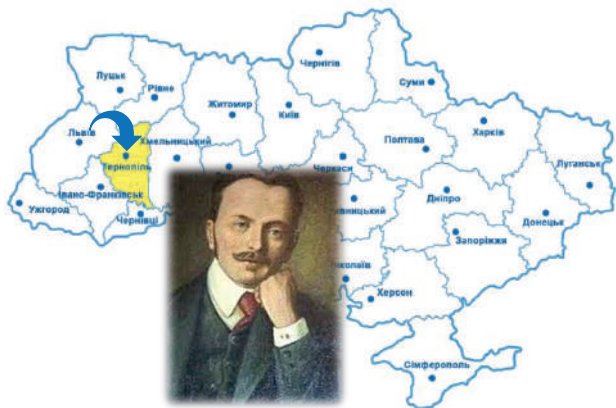 Чернігів
Луцьк
Рівне
Суми
Житомир
Київ
Львів
Хмельницький
Полтава
Харків
Тернопіль
Черкаси
Луганськ
Івано-Франківськ
Ужгород
Чернівці
Дніпро
Донецьк
Запоріжжя
Херсон
Сімферополь